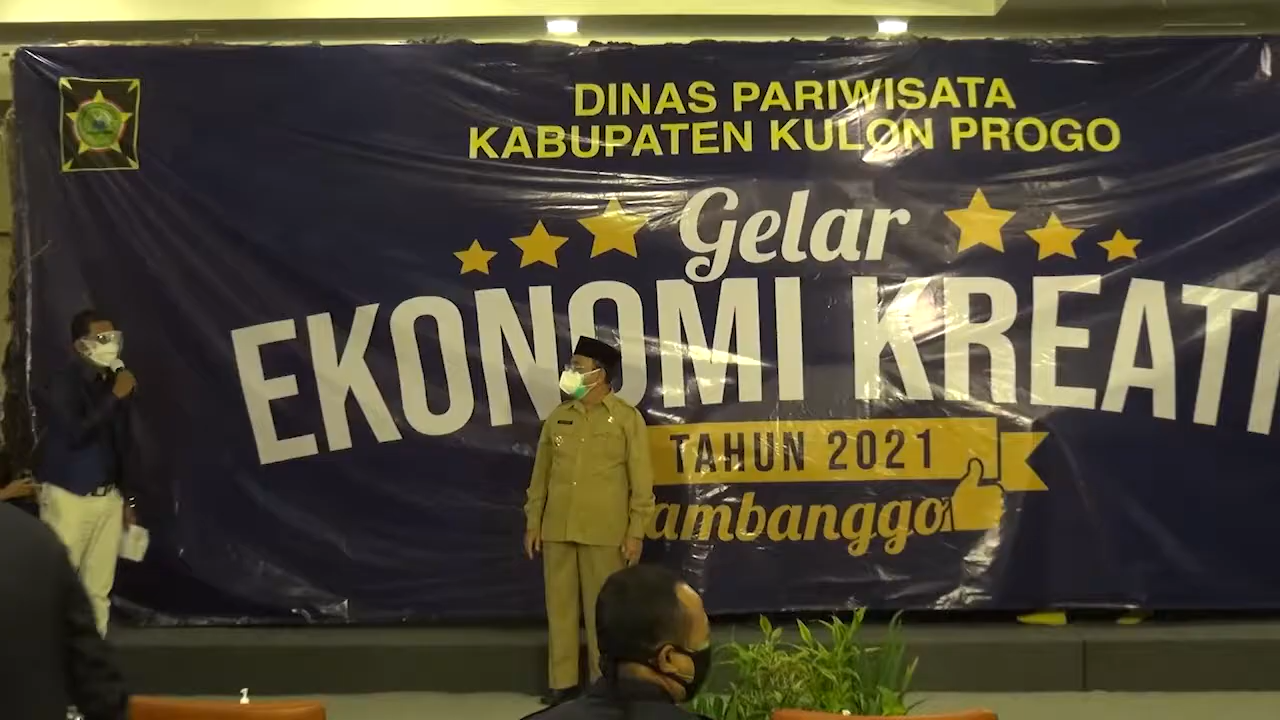 DINAS PARIWISATA
KABUPATEN KULON PROGO
Gelar
EKONOMI KREATI
TAHUN 2021
ambanggo